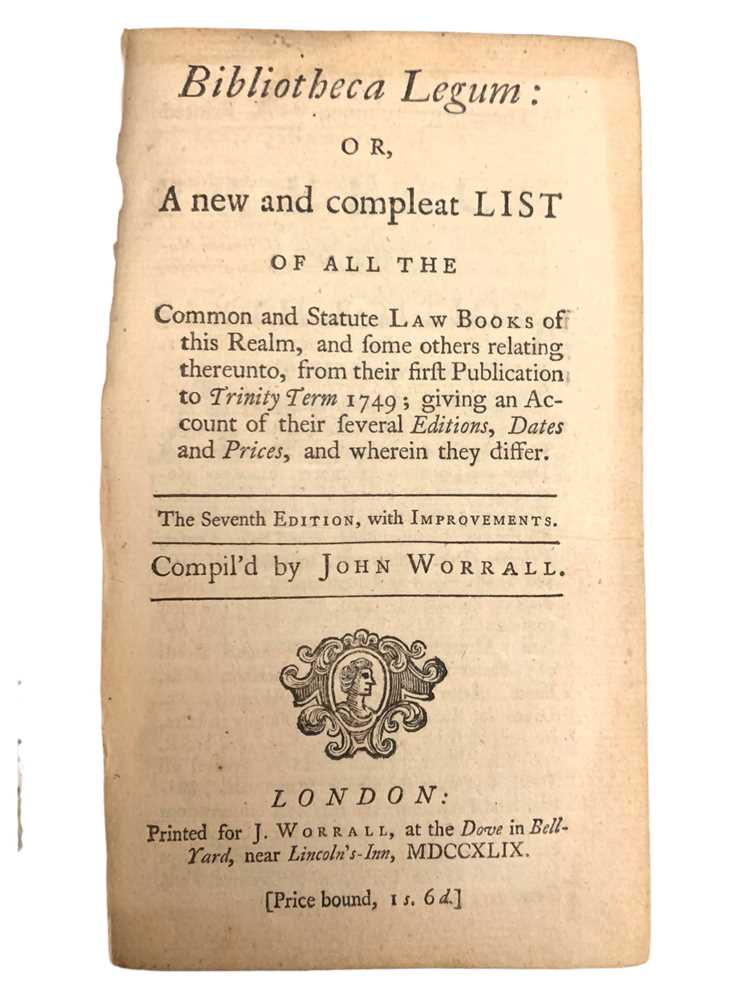 Bibliotheca Legum:
OR,
A new and compleat LIST
OF ALL THE
Common and Statute LAW BOOKS of
this Realm, and ſome others relating
thereunto, from their firſt Publication
to Trinity Term 1749; giving an Ac-
count of their ſeveral Editions, Dates
and Prices, and wherein they differ.
The Seventh EDITION, with IMPROVEMENTS.
Compil'd by JOHN WORRALL.
LONDON:
Printed for J. WORRALL, at the Dove in Bell-
Yard, near Lincoln's-Inn, MDCCXLIX.
[Price bound, 1 s. 6 d.]